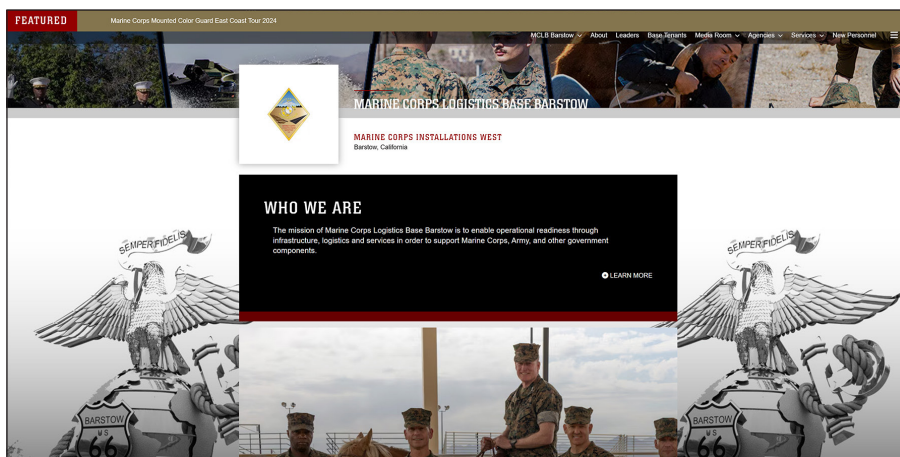 FEATURED
Marine Corps Mounted Color Guard East Coast Tour 2024
MCLB Barstow About Leaders Base Tenants Media Room Agencies Services New Personnel
MARINE CORPS LOGISTICS BASE BARSTOW
MARINE CORPS INSTALLATIONS WEST
Barstow, California
WHO WE ARE
The mission of Marine Corps Logistics Base Barstow is to enable operational readiness through
infrastructure, logistics and services in order to support Marine Corps, Army, and other government
components.
LEARN MORE
SEMPER FIDELIS
BARSTOW
U S
66
SEMPER FIDELIS
BARSTOW
U S
66